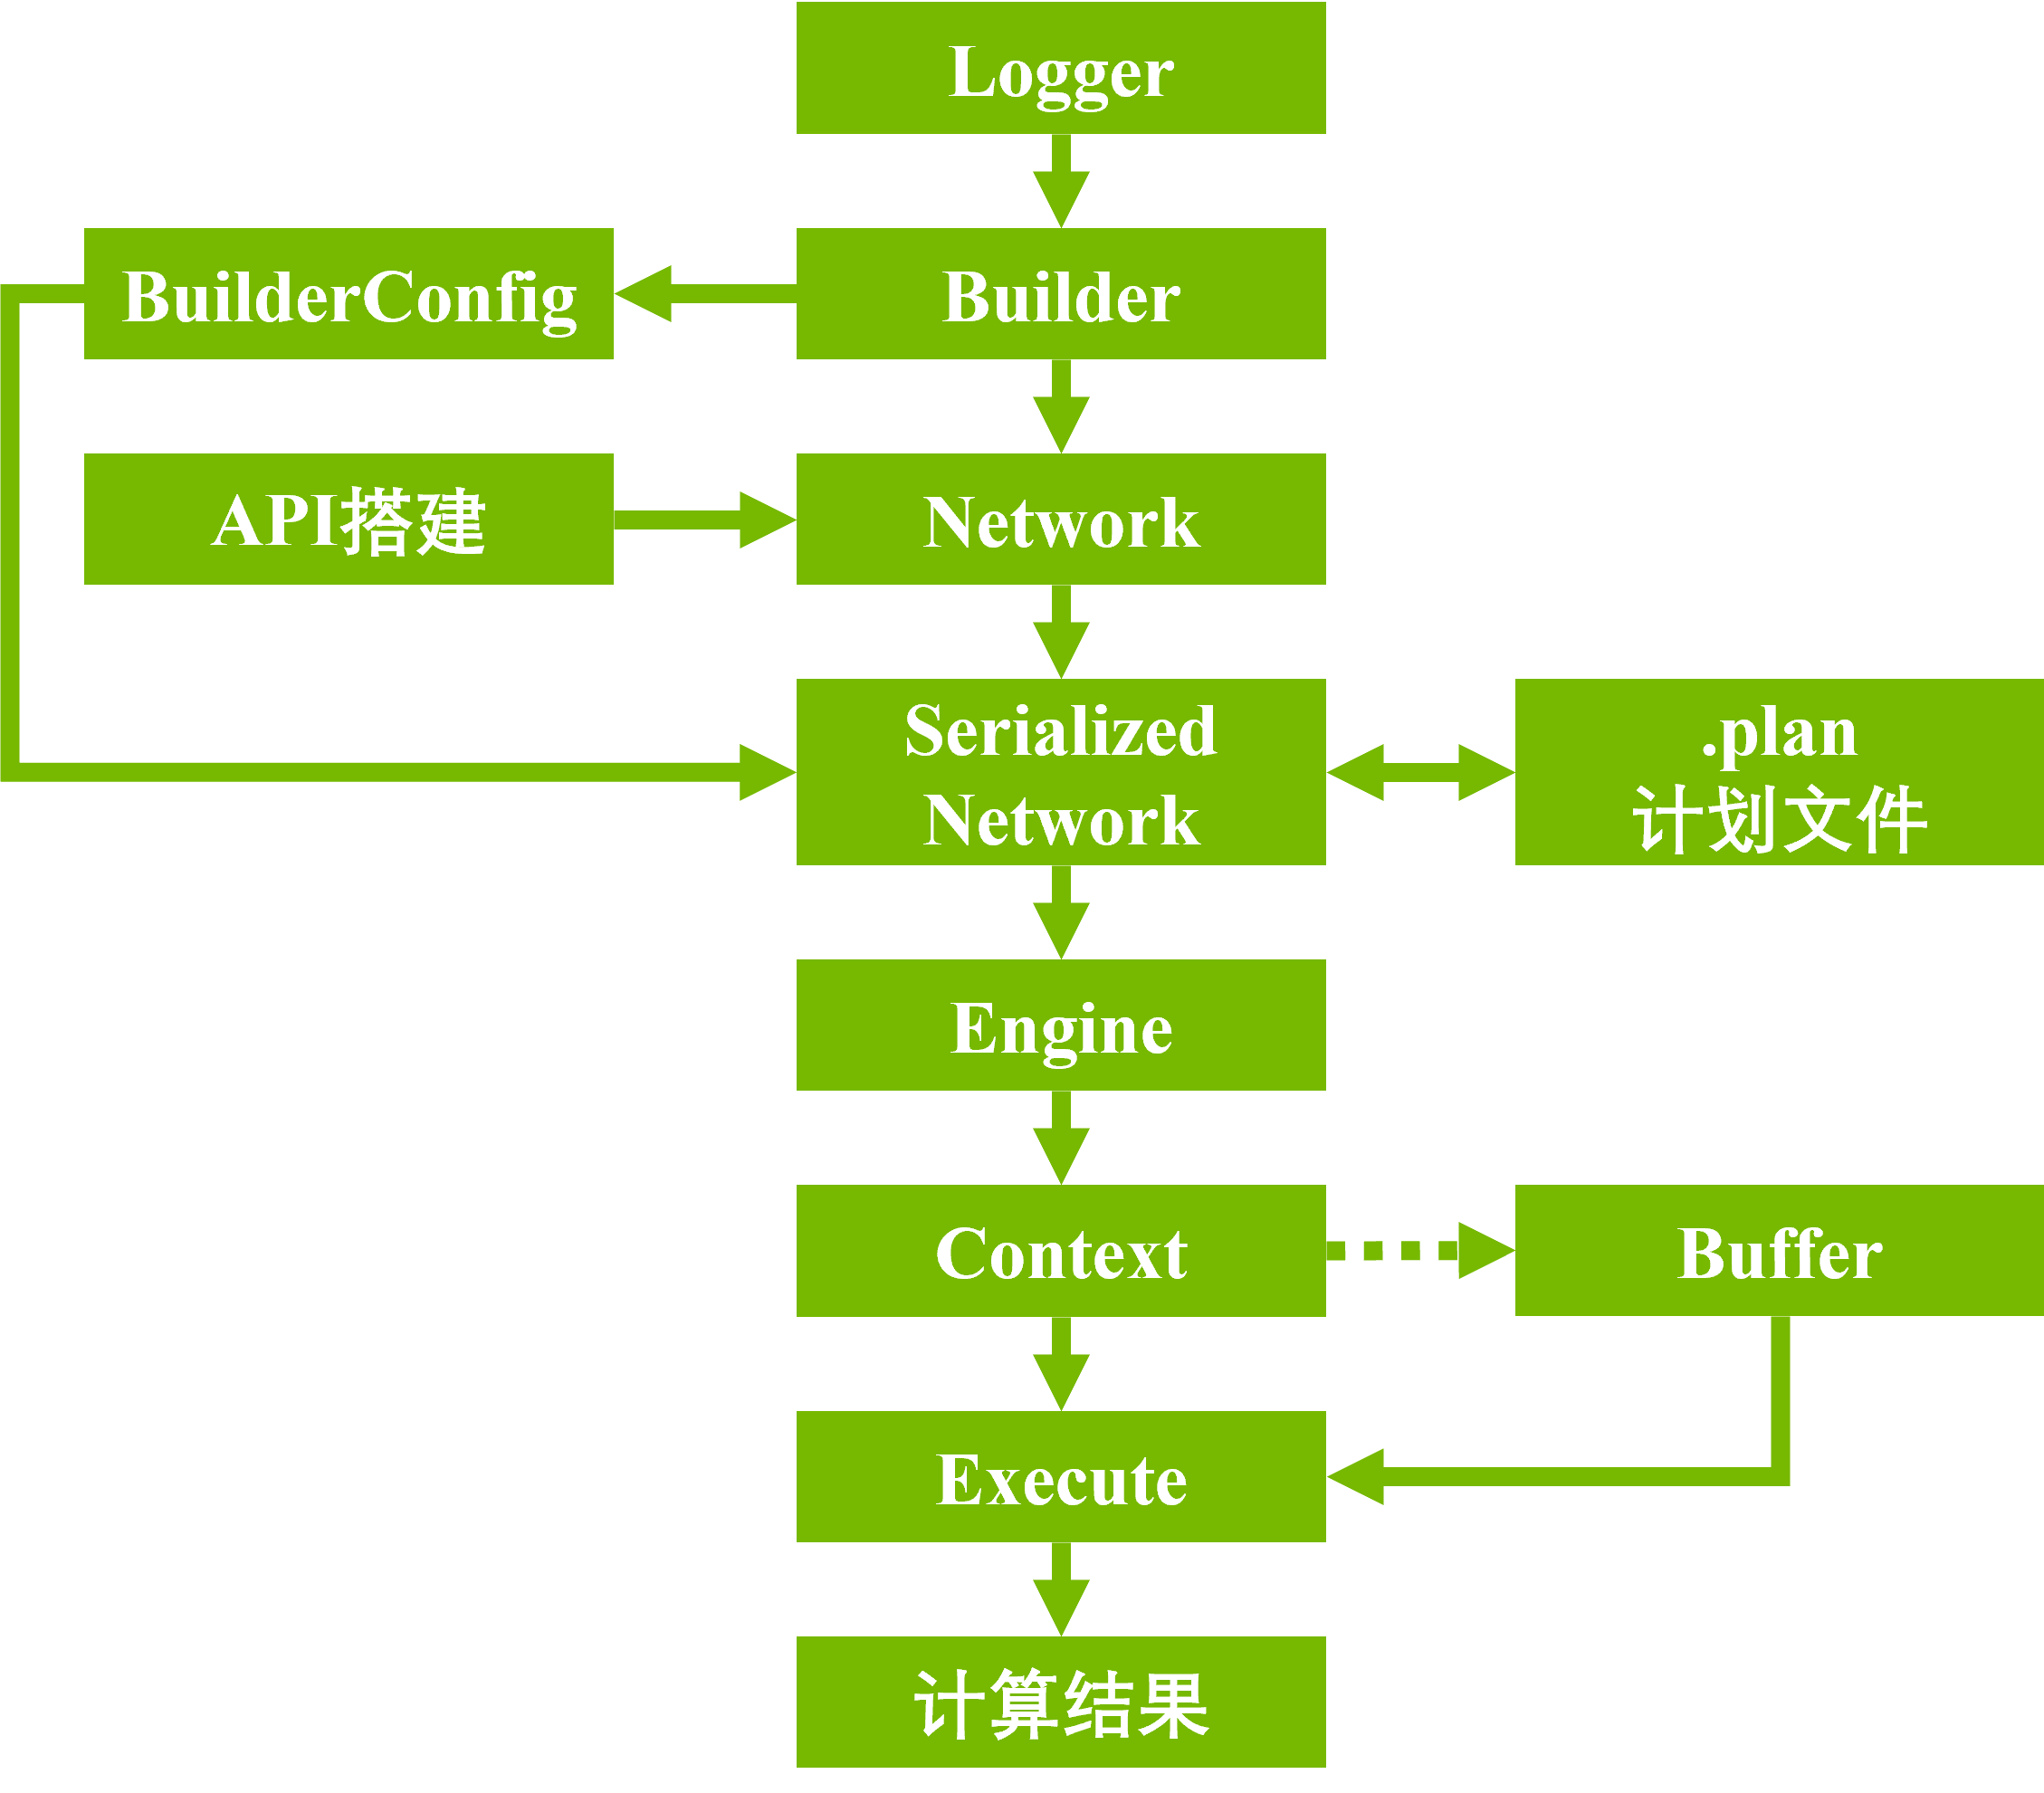 Logger
BuilderConfig
Builder
API搭建
Network
Serialized
Network
.plan
计划文件
Engine
Context
Buffer
Execute
计算结果